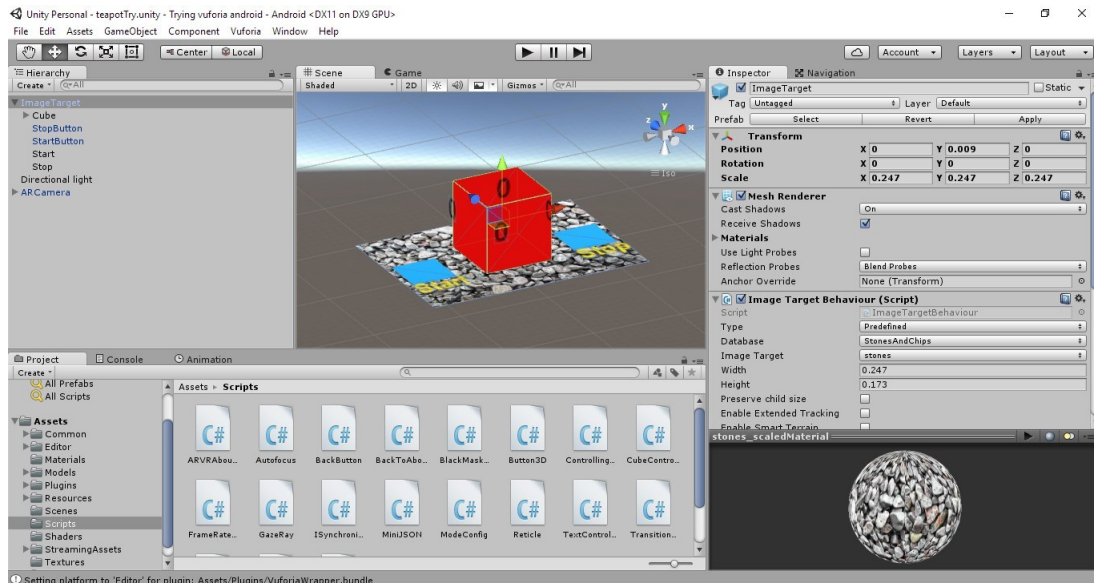 Unity Personal - teapotTry.unity - Trying vuforia android - Android <DX11 on DX9 GPU>
File Edit Assets GameObject Component Vuforia Window Help
Center Local
Account Layers Layout
Hierarchy
Create All
ImageTarget
Cube
StopButton
StartButton
Start
Stop
Directional light
ARCamera
Scene Game
Shaded 2D Gizmos All
y
z x
Iso
0 0 0
Start
Stop
Inspector Navigation
ImageTarget Static
Tag Untagged Layer Default
Prefab Select Revert Apply
Transform
Position X 0 Y 0.009 Z 0
Rotation X 0 Y 0 Z 0
Scale X 0.247 Y 0.247 Z 0.247
Mesh Renderer
Cast Shadows On
Receive Shadows
Materials
Use Light Probes
Reflection Probes Blend Probes
Anchor Override None (Transform)
Image Target Behaviour (Script)
Script ImageTargetBehaviour
Type Predefined
Database StonesAndChips
Image Target stones
Width 0.247
Height 0.173
Preserve child size
Enable Extended Tracking
Enable Smart Terrain
stones_scaledMaterial
Project Console Animation
Create
All Prefabs
All Scripts
Assets
Common
Editor
Materials
Models
Plugins
Resources
Scenes
Scripts
Shaders
StreamingAssets
Textures
Assets Scripts
C# C# C# C# C# C# C# C#
ARVRAbou... Autofocus BackButton BackToAbo... BlackMask... Button3D Controlling... CubeContro...
C# C# C# C# C# C# C# C#
FrameRate... GazeRay ISynchroni... MiniJSON ModeConfig Reticle TextControl... Transition...
Setting platform to 'Editor' for plugin: Assets/Plugins/VuforiaWrapper.bundle